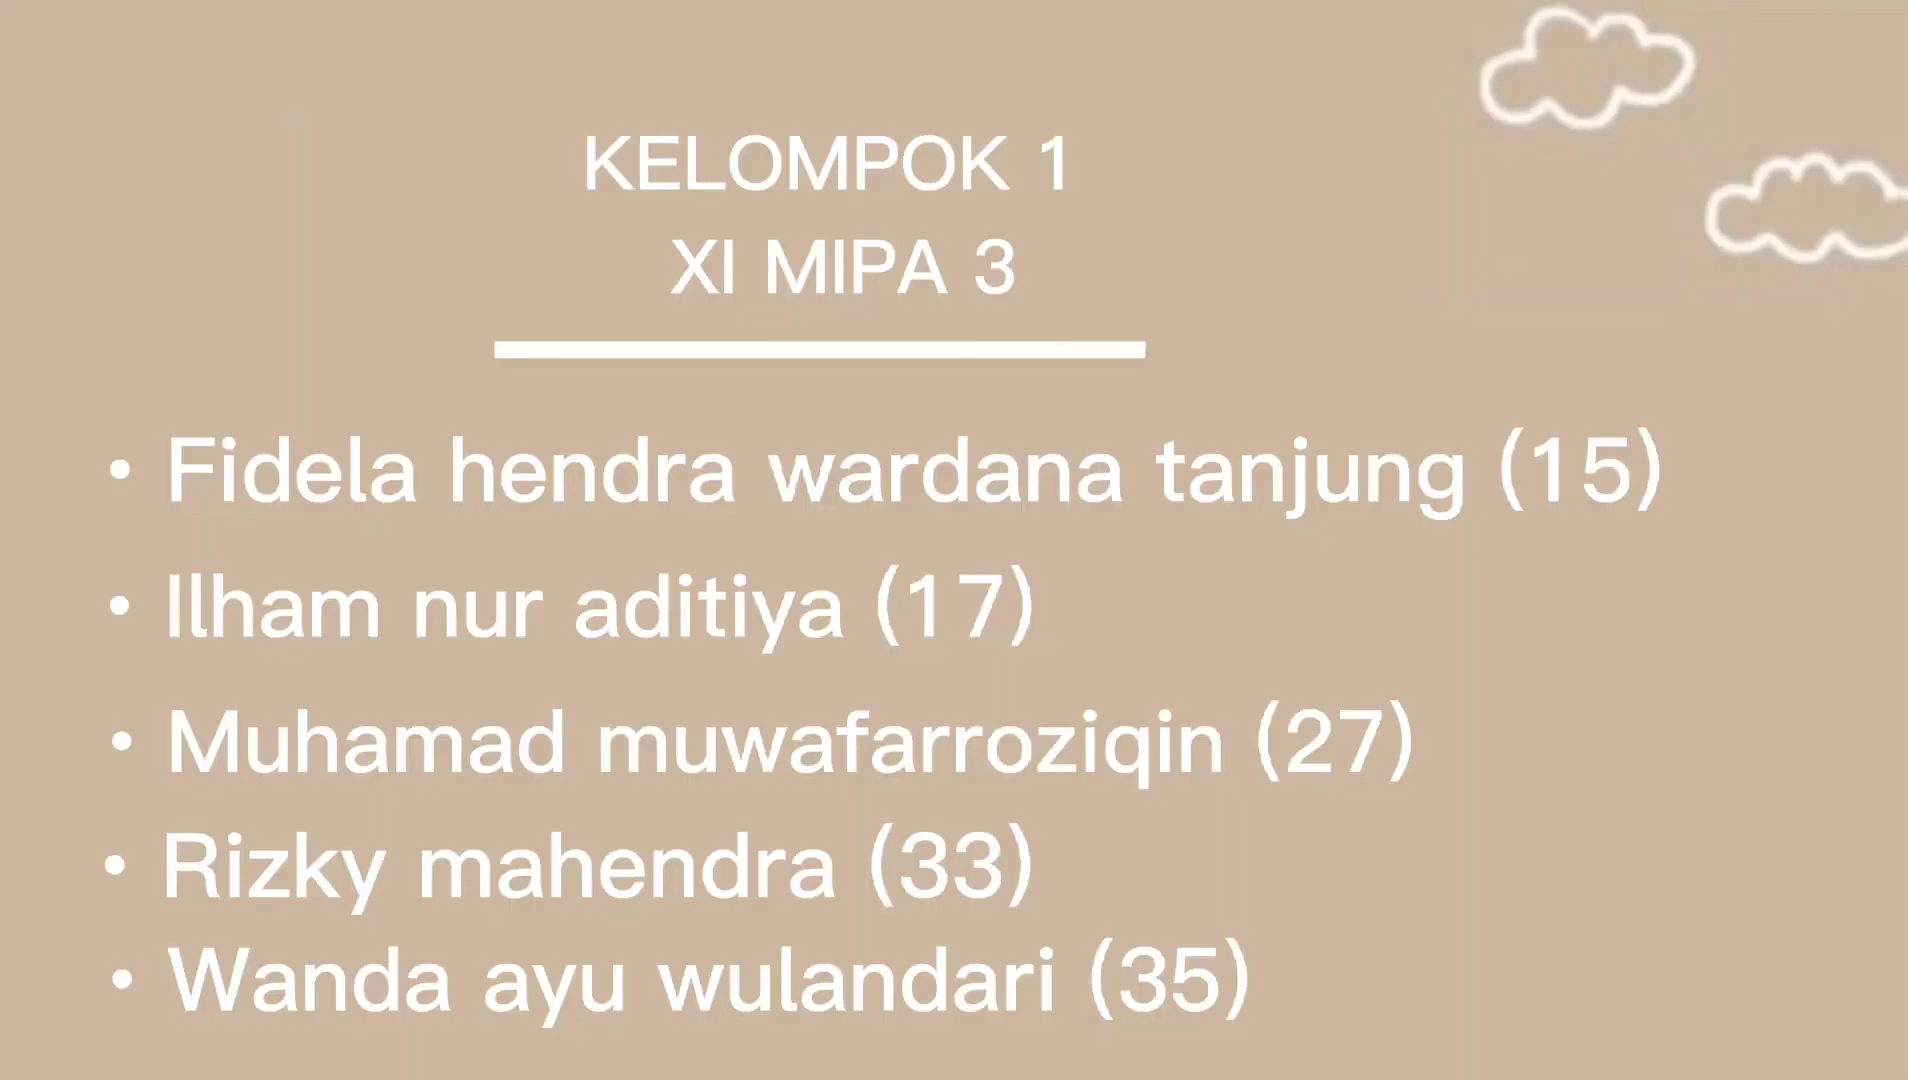 KELOMPOK 1
XI MIPA 3
• Fidela hendra wardana tanjung (15)
• Ilham nur aditiya (17)
• Muhamad muwafarroziqin (27)
• Rizky mahendra (33)
• Wanda ayu wulandari (35)